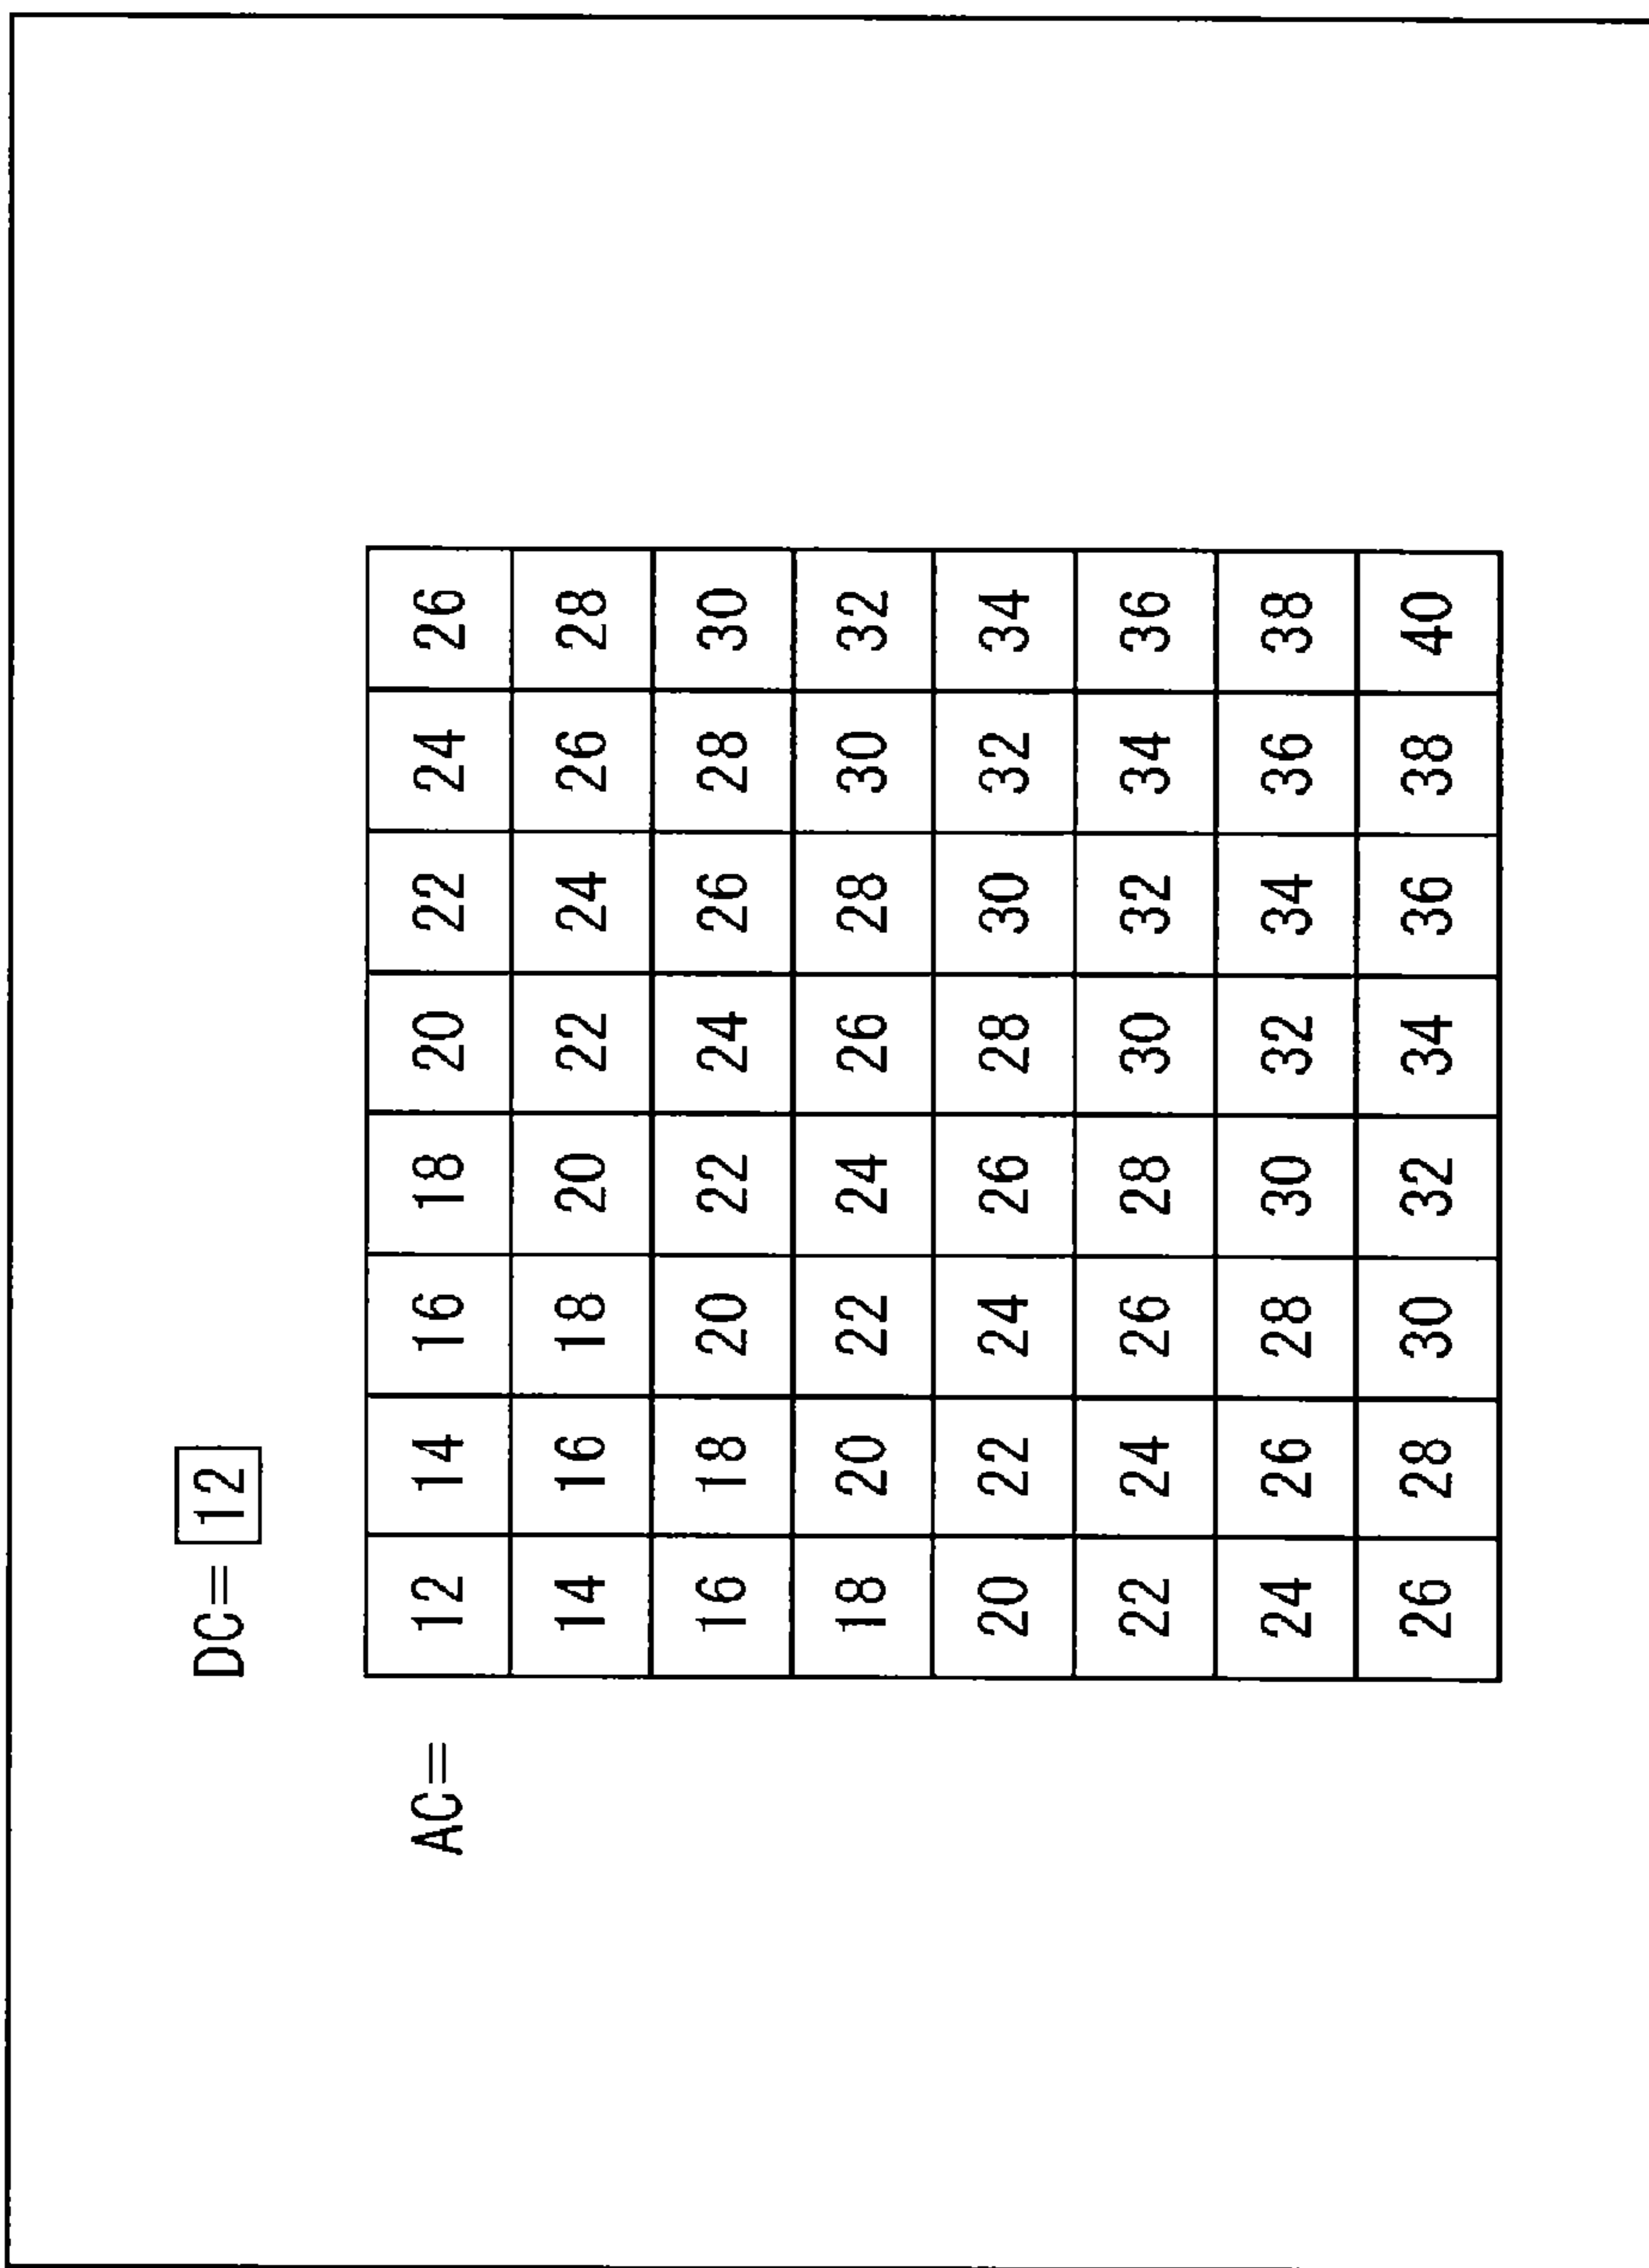 DC= 12
AC= 12 14 16 18 20 22 24 26
14 16 18 20 22 24 26 28
16 18 20 22 24 26 28 30
18 20 22 24 26 28 30 32
20 22 24 26 28 30 32 34
22 24 26 28 30 32 34 36
24 26 28 30 32 34 36 38
26 28 30 32 34 36 38 40